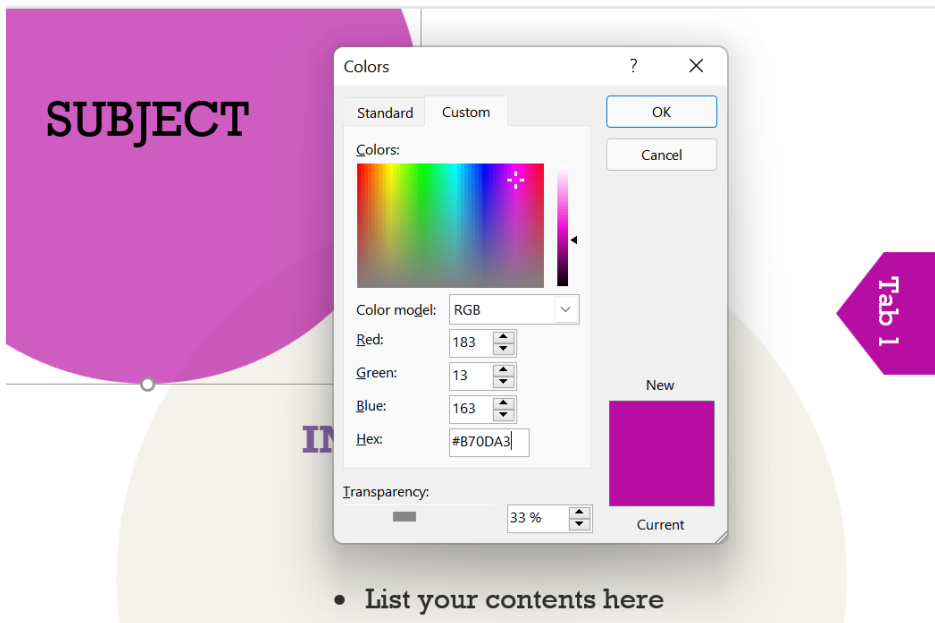 SUBJECT
Colors
?
Standard
Custom
OK
Cancel
Colors:
Color model: RGB
Red: 183
Green: 13
Blue: 163
Hex: #B70DA3
Transparency:
33 %
New
Current
Tab 1
• List your contents here